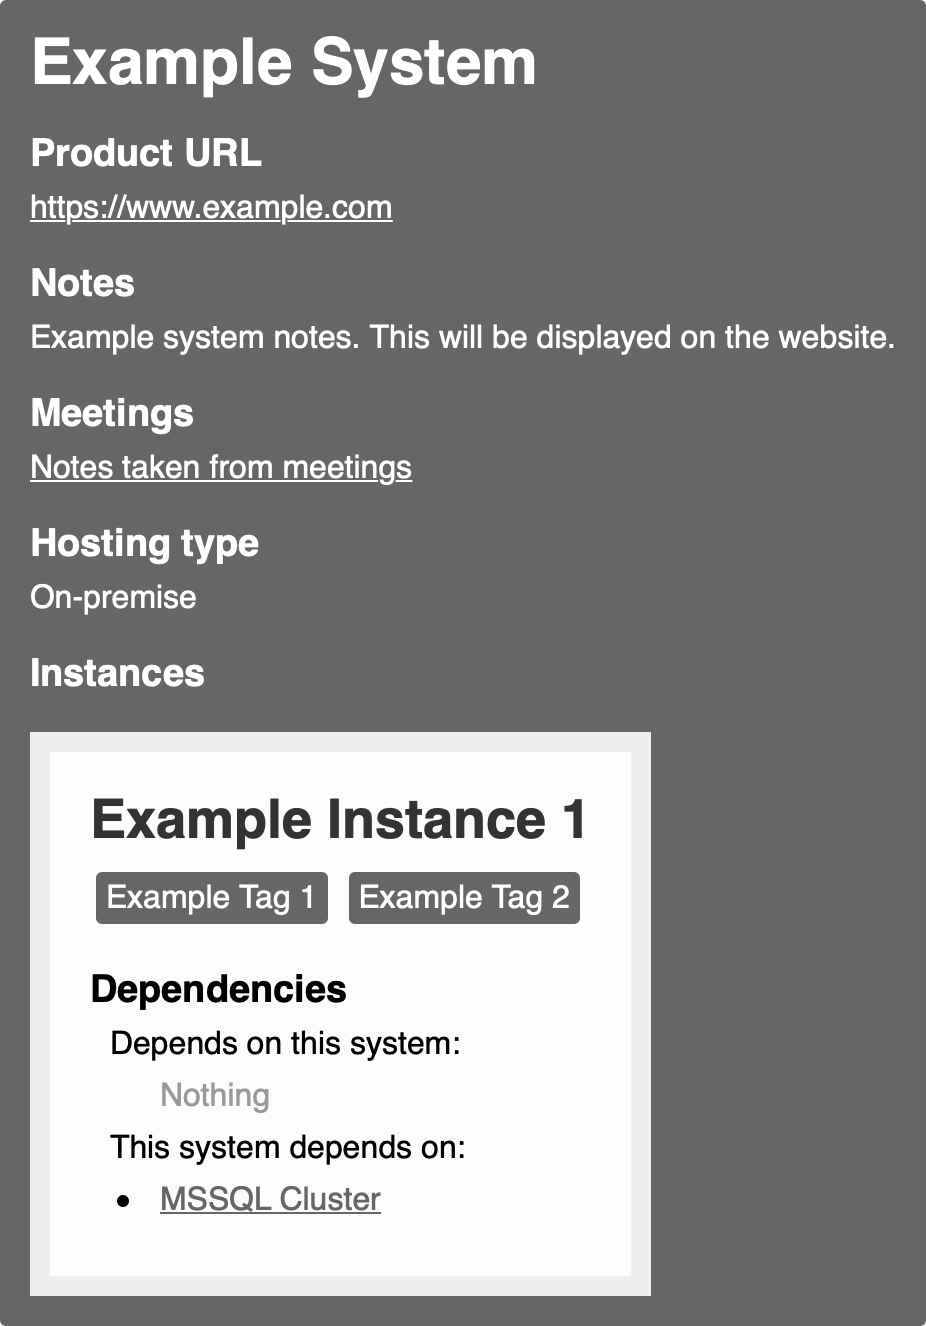 Example System
Product URL
https://www.example.com
Notes
Example system notes. This will be displayed on the website.
Meetings
Notes taken from meetings
Hosting type
On-premise
Instances
Example Instance 1
Example Tag 1 Example Tag 2
Dependencies
Depends on this system:
Nothing
This system depends on:
• MSSQL Cluster